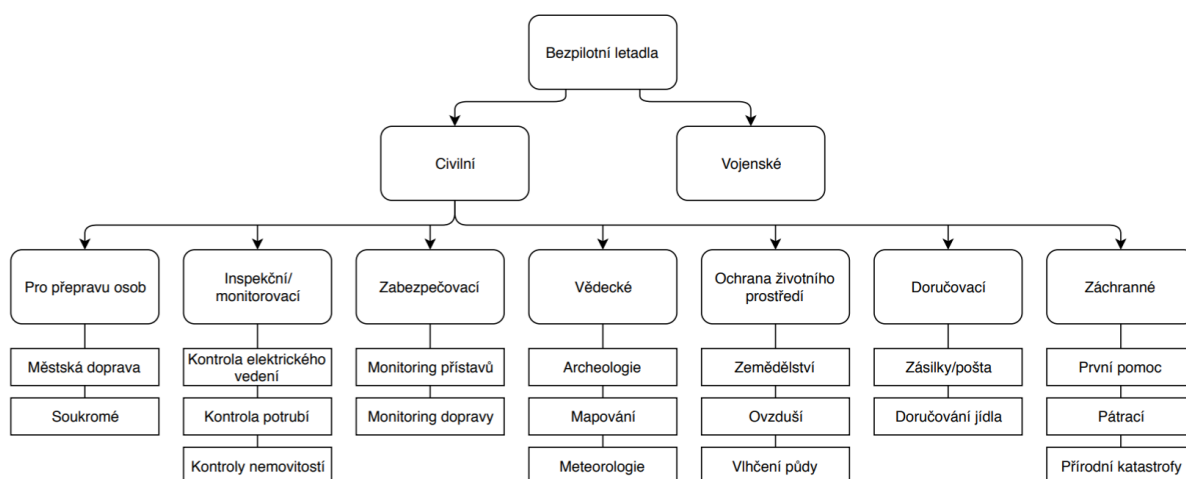 Bezpilotní letadla
Civilní
Vojenské
Pro přepravu osob
Inspekční/
monitorovací
Zabezpečovací
Vědecké
Ochrana životního
prostředí
Doručovací
Záchranné
Městská doprava
Kontrola elektrického
vedení
Monitoring přístavů
Archeologie
Zemědělství
Zásilky/pošta
První pomoc
Soukromé
Kontrola potrubí
Monitoring dopravy
Mapování
Ovzduší
Doručování jídla
Pátrací
Kontroly nemovitostí
Meteorologie
Vlhčení půdy
Přírodní katastrofy